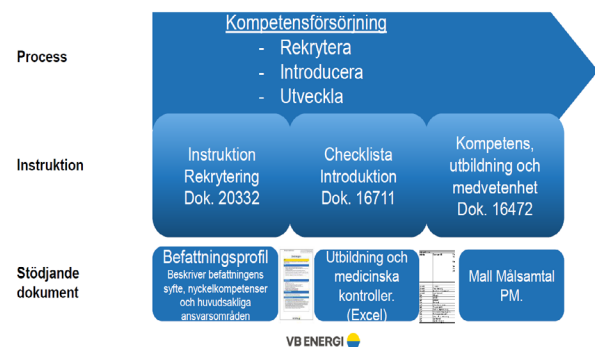 Kompetensförsörjning
Process
- Rekrytera
- Introducera
- Utveckla
Instruktion
Instruktion
Rekrytering
Dok. 20332
Checklista
Introduktion
Dok. 16711
Kompetens,
utbildning och
medvetenhet
Dok. 16472
Stödjande
dokument
Befattningsprofil
Beskriver befattningens
syfte, nyckelkompetenser
och huvudsakliga
ansvarsområden
Utbildning och
medicinska
kontroller.
(Excel)
Mall Målsamtal
PM.
VB ENERGI